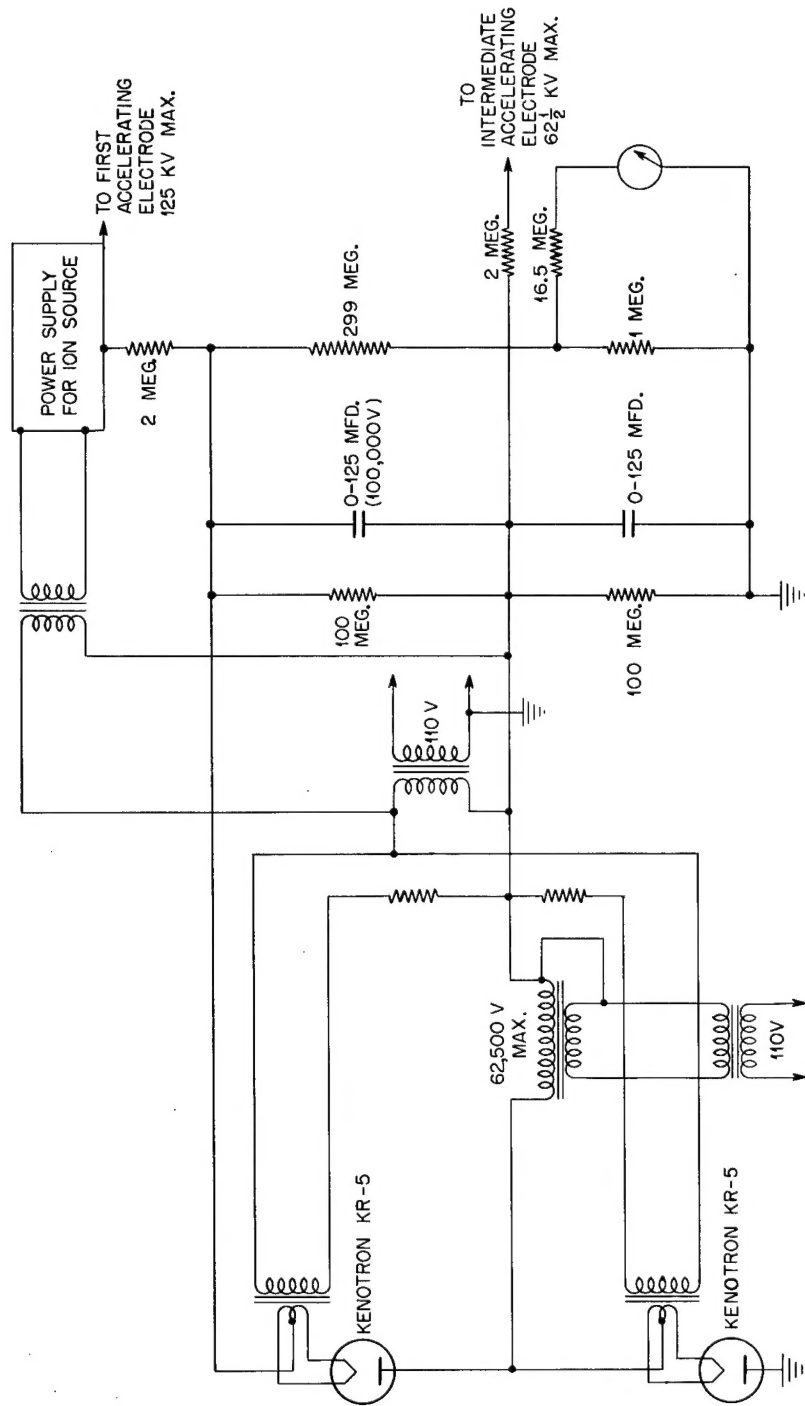 POWER SUPPLY
FOR ION SOURCE
TO FIRST
ACCELERATING
ELECTRODE
125 KV MAX.
2 MEG.
299 MEG.
TO
INTERMEDIATE
ACCELERATING
ELECTRODE
62½ KV MAX.
2 MEG.
16.5 MEG.
1 MEG.
0-125 MFD.
(100,000V)
0-125 MFD.
100
MEG.
100 MEG.
110 V
62,500 V
MAX.
110V
KENOTRON KR-5
KENOTRON KR-5